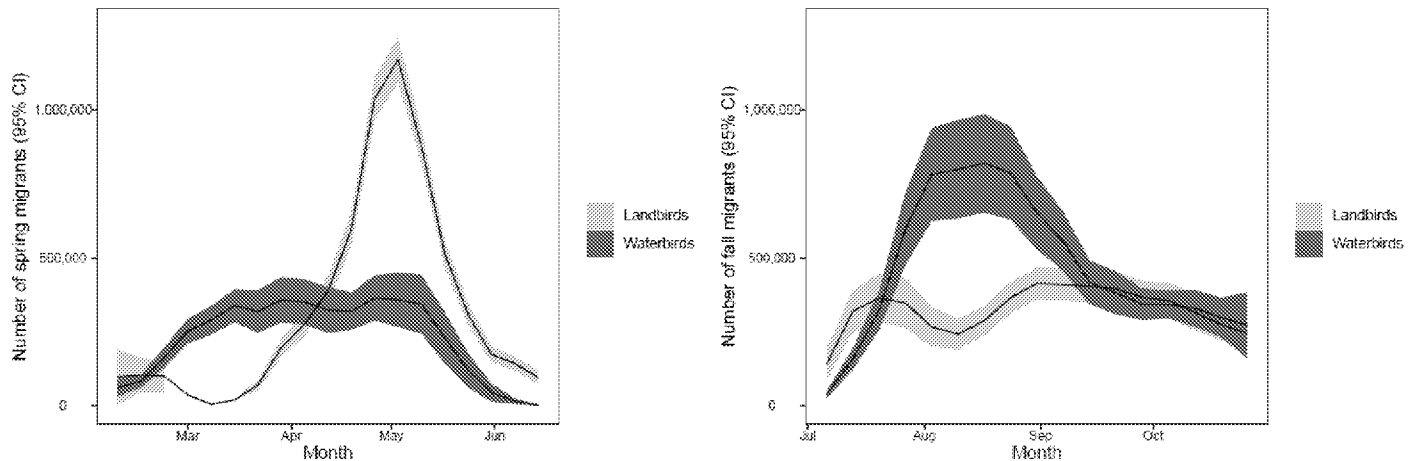 Number of spring migrants (95% CI)
1,000,000
500,000
0
Mar
Apr
May
Jun
Month
Landbirds
Waterbirds
Number of fall migrants (95% CI)
1,000,000
500,000
0
Jul
Aug
Sep
Oct
Month
Landbirds
Waterbirds